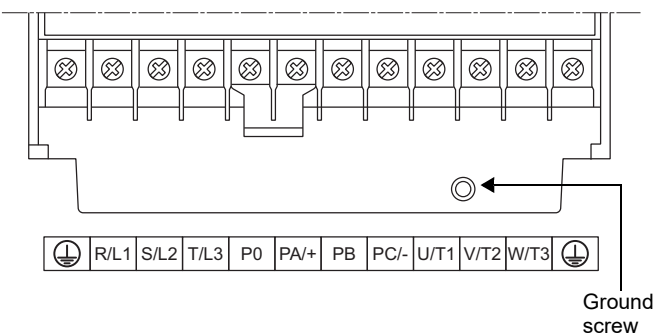 R/L1 S/L2 T/L3 P0 PA/+ PB PC/- U/T1 V/T2 W/T3
Ground
screw